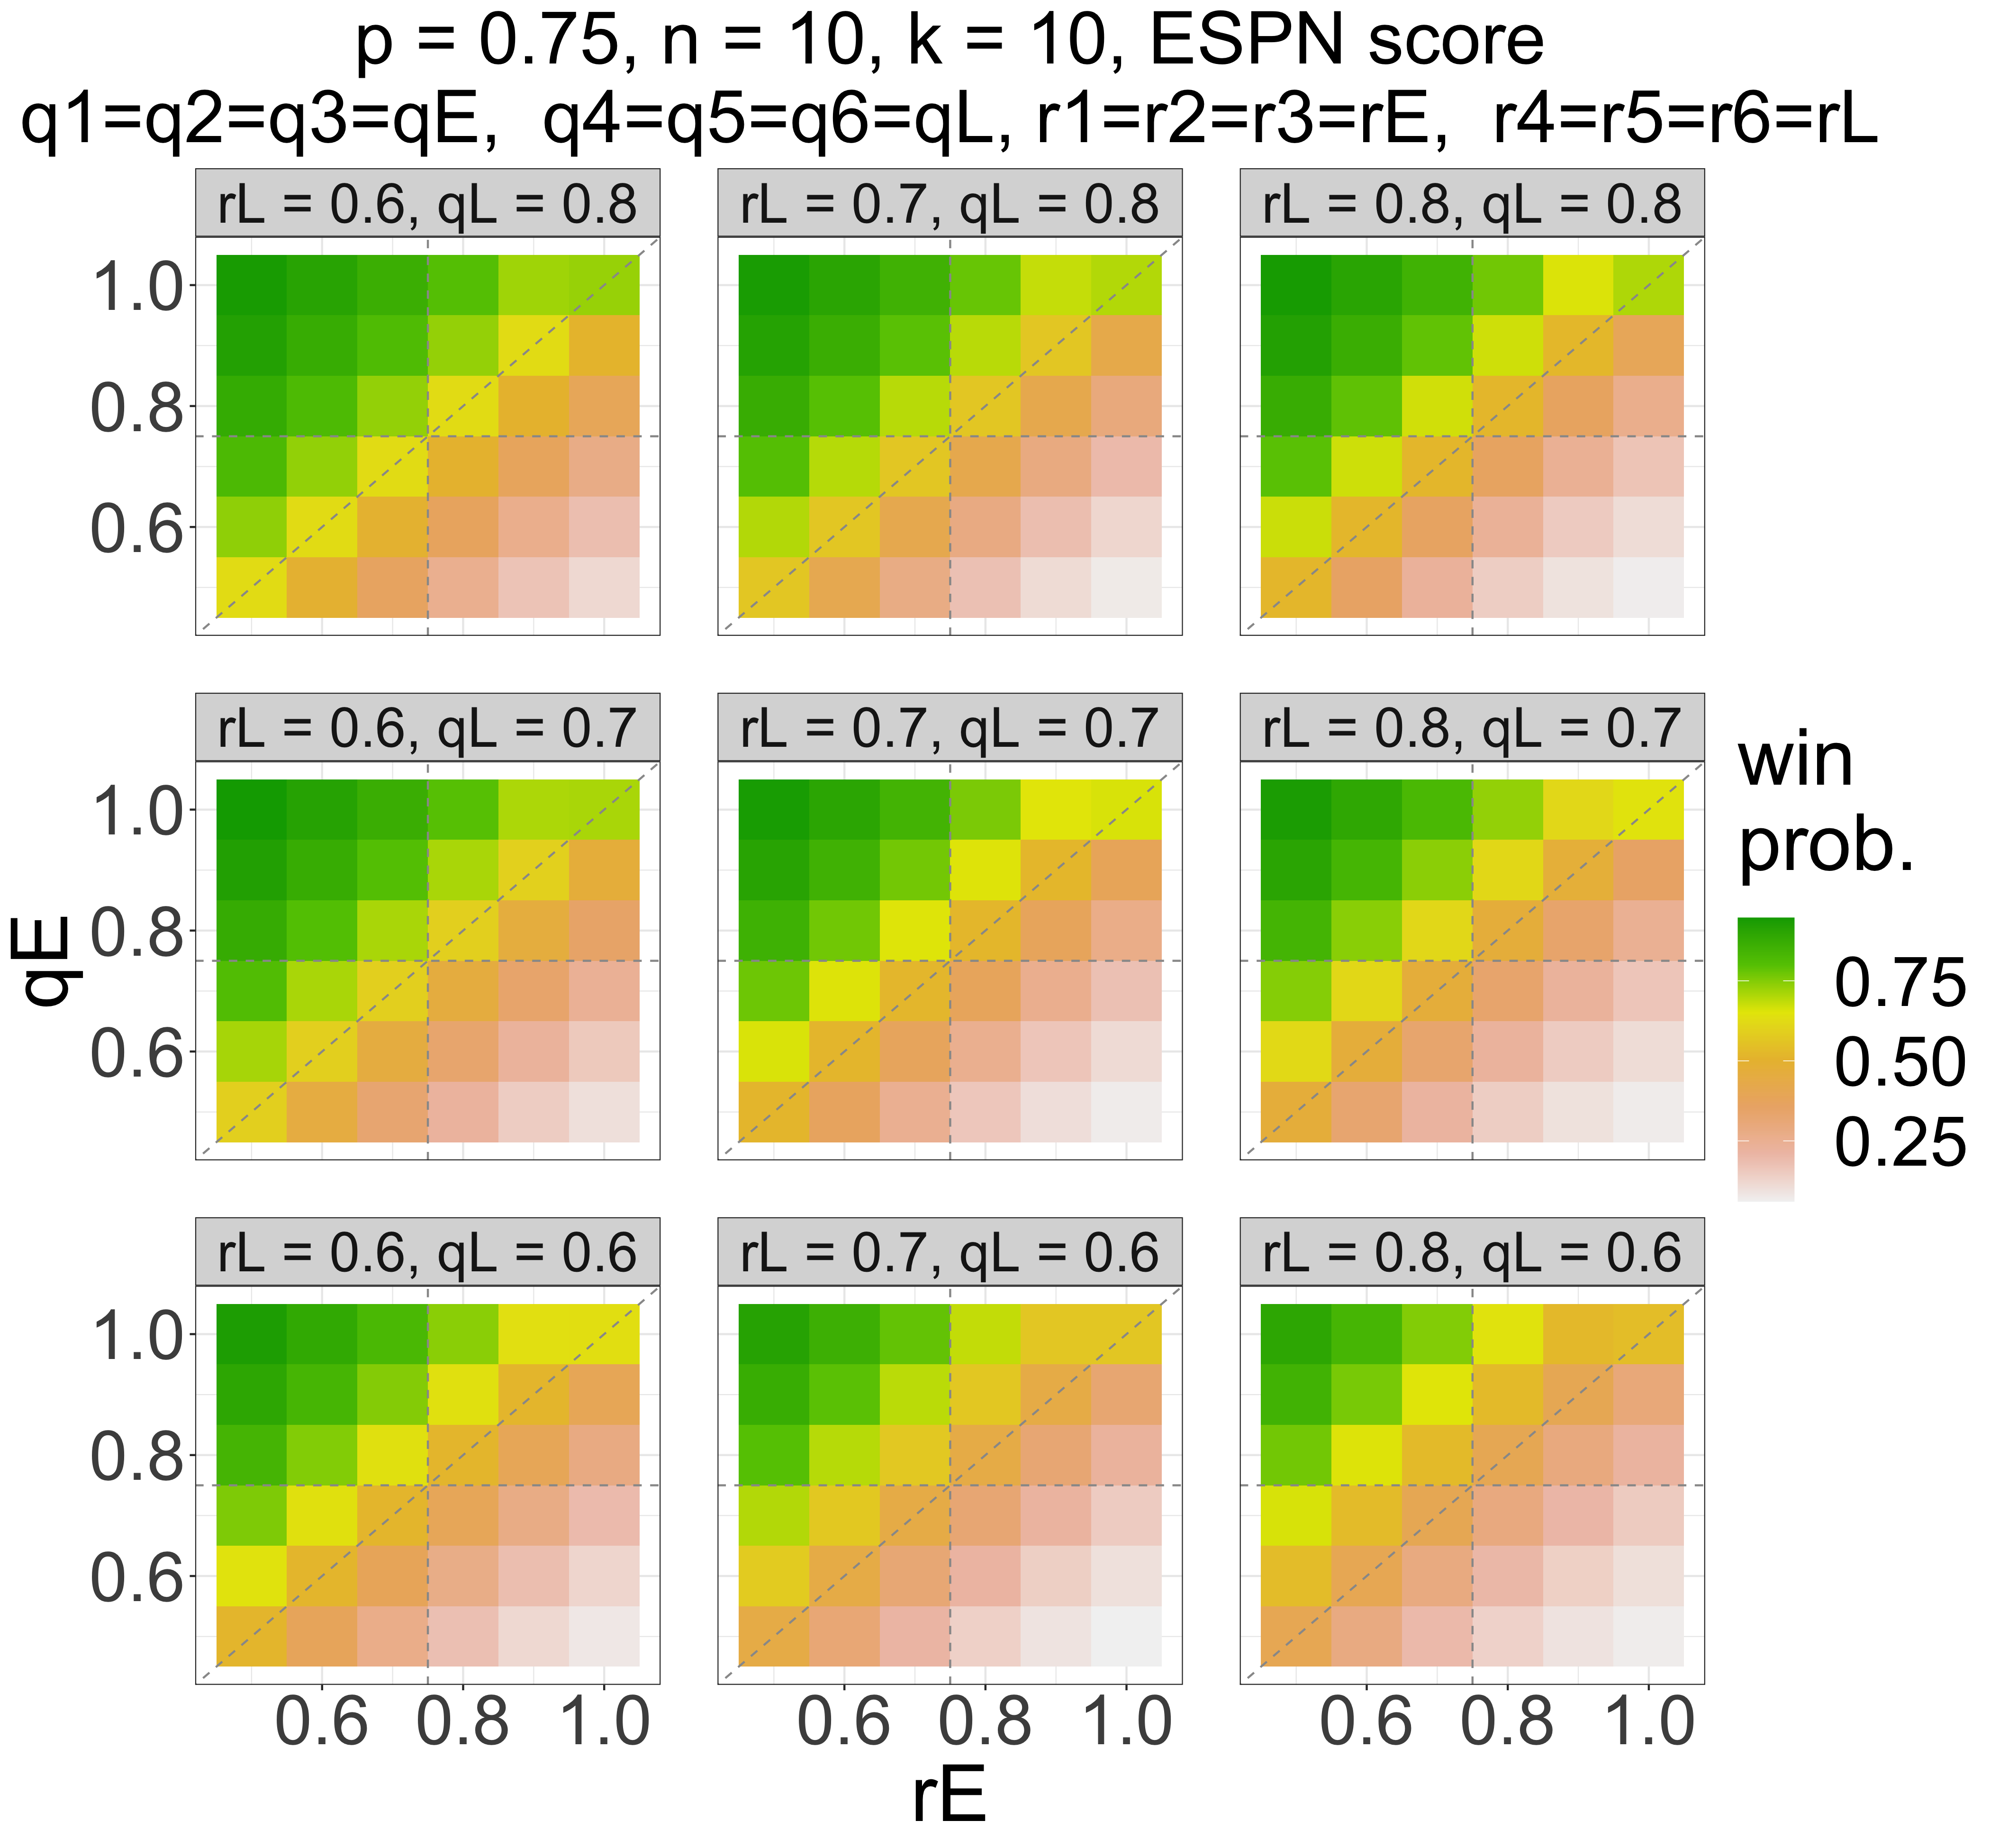 p = 0.75, n = 10, k = 10, ESPN score
q1=q2=q3=qE,  q4=q5=q6=qL, r1=r2=r3=rE,  r4=r5=r6=rL
rL = 0.6, qL = 0.8
rL = 0.7, qL = 0.8
rL = 0.8, qL = 0.8
1.0
0.8
0.6
rL = 0.6, qL = 0.7
rL = 0.7, qL = 0.7
rL = 0.8, qL = 0.7
1.0
0.8
0.6
qE
win
prob.
0.75
0.50
0.25
rL = 0.6, qL = 0.6
rL = 0.7, qL = 0.6
rL = 0.8, qL = 0.6
1.0
0.8
0.6
0.6 0.8 1.0
0.6 0.8 1.0
0.6 0.8 1.0
rE